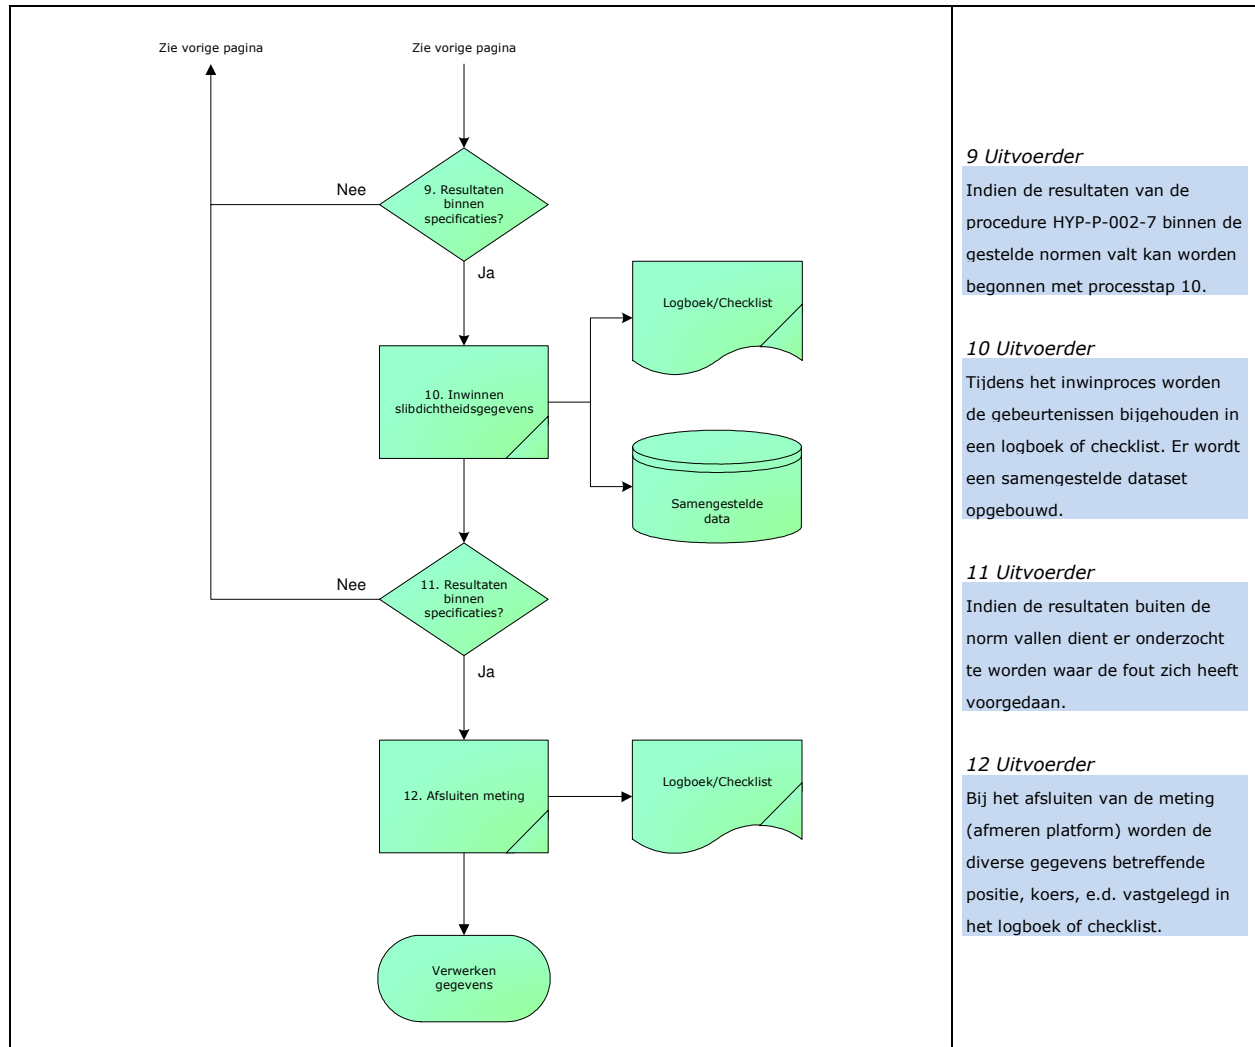 Zie vorige pagina
Zie vorige pagina
9. Resultaten
binnen
specificaties?
Nee
Ja
Logboek/Checklist
10. Inwinnen
slibdichtheidsgegevens
Samengestelde
data
11. Resultaten
binnen
specificaties?
Nee
Ja
12. Afsluiten meting
Logboek/Checklist
Verwerken
gegevens
9 Uitvoerder
Indien de resultaten van de
procedure HYP-P-002-7 binnen de
gestelde normen valt kan worden
begonnen met processtap 10.
10 Uitvoerder
Tijdens het inwinproces worden
de gebeurtenissen bijgehouden in
een logboek of checklist. Er wordt
een samengestelde dataset
opgebouwd.
11 Uitvoerder
Indien de resultaten buiten de
norm vallen dient er onderzocht
te worden waar de fout zich heeft
voorgedaan.
12 Uitvoerder
Bij het afsluiten van de meting
(afmeren platform) worden de
diverse gegevens betreffende
positie, koers, e.d. vastgelegd in
het logboek of checklist.